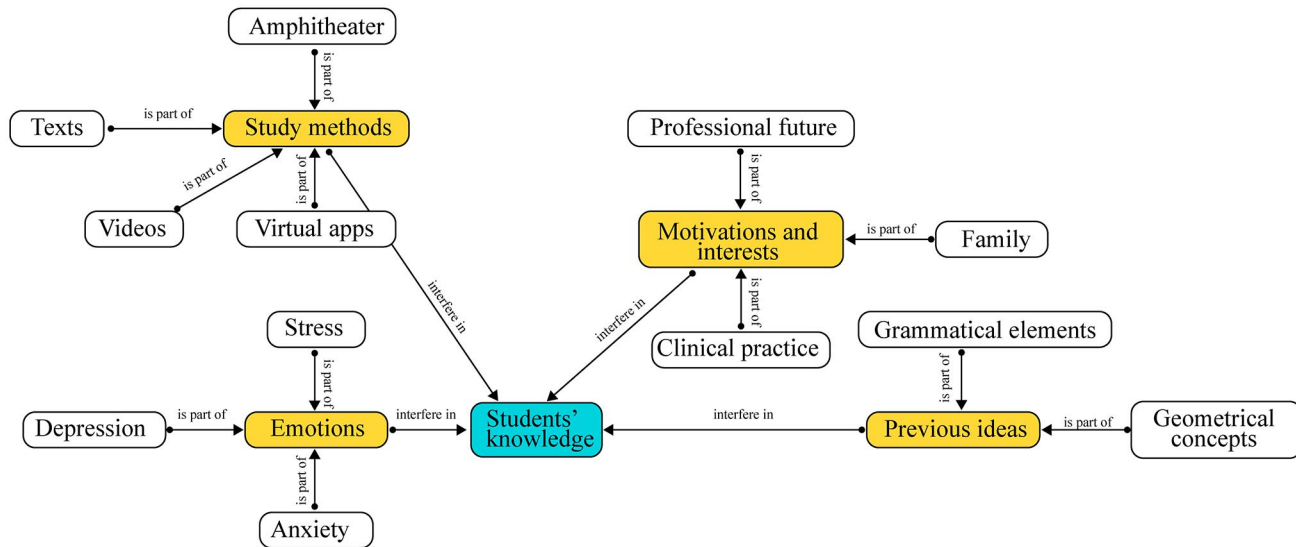 Amphitheater
is part of
Texts
is part of
Study methods
is part of
Videos
is part of
Virtual apps
interfere in
Professional future
is part of
Motivations and
interests
is part of
Family
interfere in
is part of
Clinical practice
Stress
is part of
Depression
is part of
Emotions
interfere in
Students'
knowledge
is part of
Anxiety
interfere in
Grammatical elements
is part of
Previous ideas
is part of
Geometrical
concepts